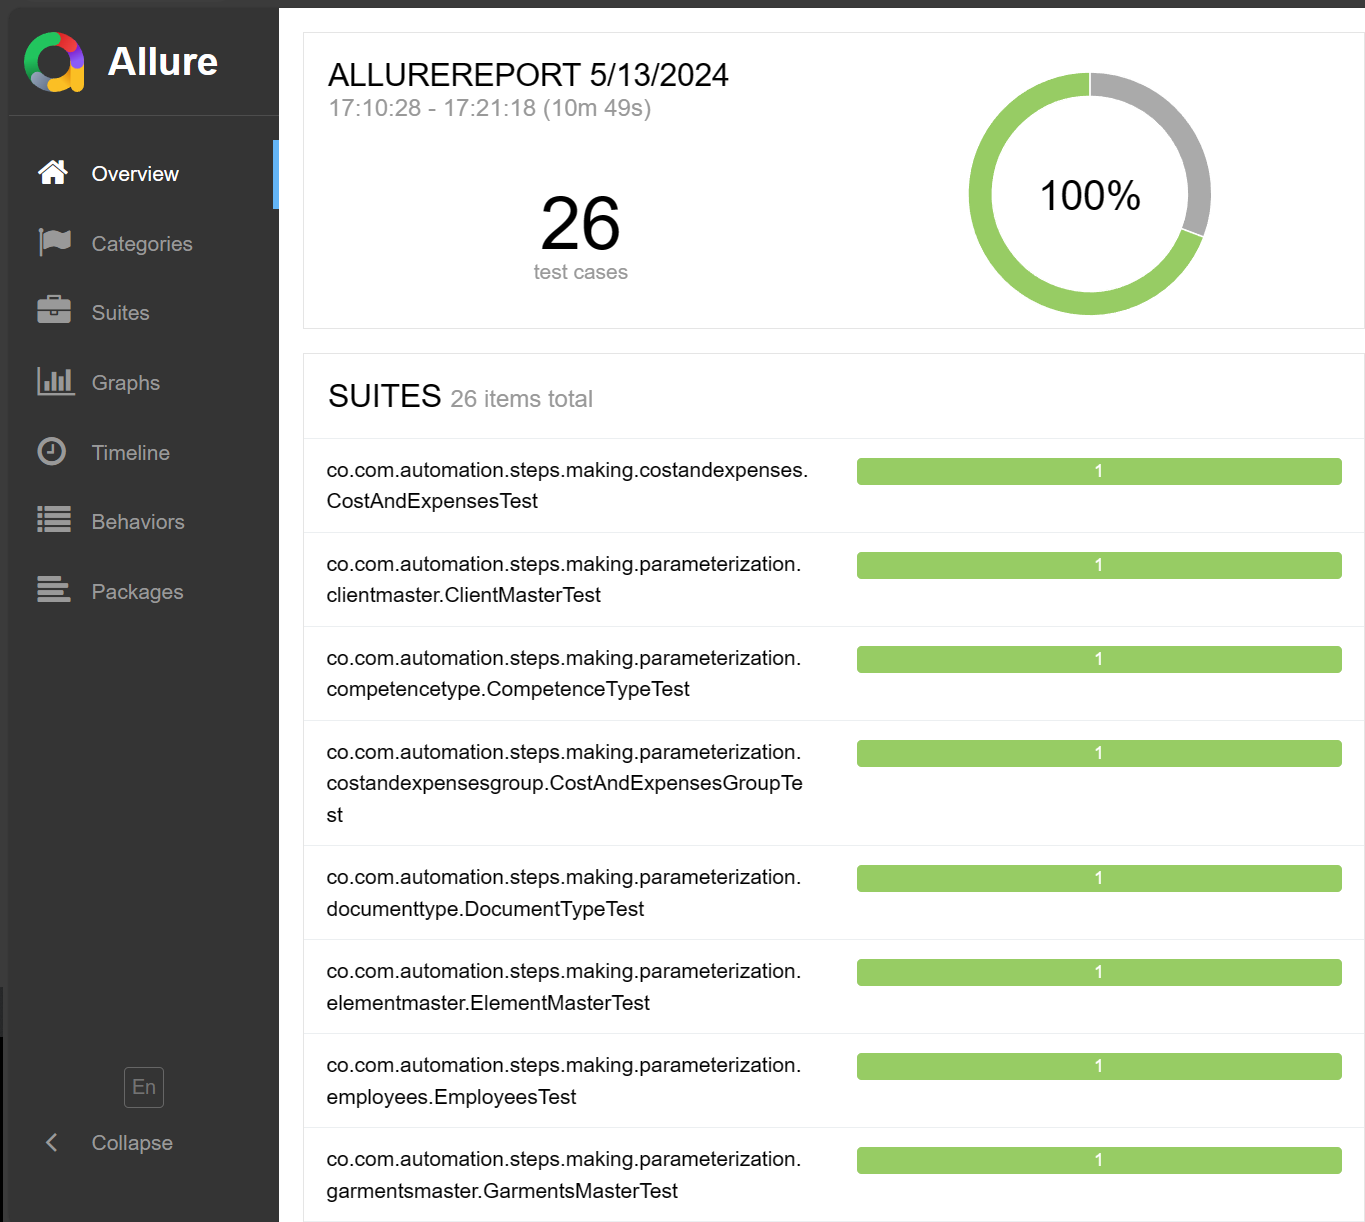 Allure
Overview
Categories
Suites
Graphs
Timeline
Behaviors
Packages
En
Collapse
ALLUREREPORT 5/13/2024
17:10:28 - 17:21:18 (10m 49s)
26
test cases
100%
SUITES 26 items total
co.com.automation.steps.making.costandexpenses.
CostAndExpensesTest
1
co.com.automation.steps.making.parameterization.
clientmaster.ClientMasterTest
1
co.com.automation.steps.making.parameterization.
competencetype.CompetenceTypeTest
1
co.com.automation.steps.making.parameterization.
costandexpensesgroup.CostAndExpensesGroupTe
st
1
co.com.automation.steps.making.parameterization.
documenttype.DocumentTypeTest
1
co.com.automation.steps.making.parameterization.
elementmaster.ElementMasterTest
1
co.com.automation.steps.making.parameterization.
employees.EmployeesTest
1
co.com.automation.steps.making.parameterization.
garmentsmaster.GarmentsMasterTest
1